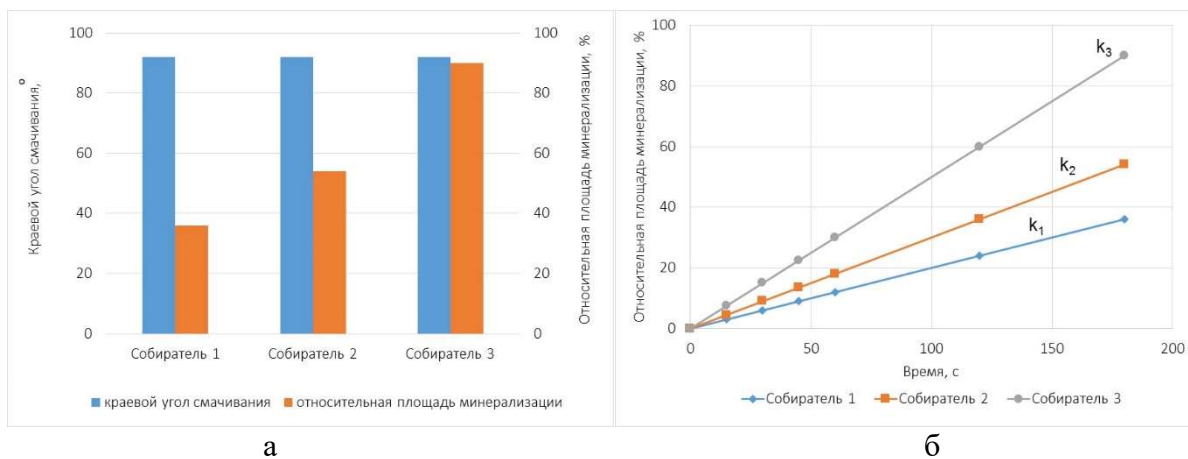 Краевой угол смачивания, °
100
80
60
40
20
0
100
80
60
40
20
0
Относительная площадь минерализации, %
Собиратель 1
Собиратель 2
Собиратель 3
краевой угол смачивания
относительная площадь минерализации
а
Относительная площадь минерализации, %
100
80
60
40
20
0
k3
k2
k1
0
50
100
150
200
Время, с
Собиратель 1
Собиратель 2
Собиратель 3
б